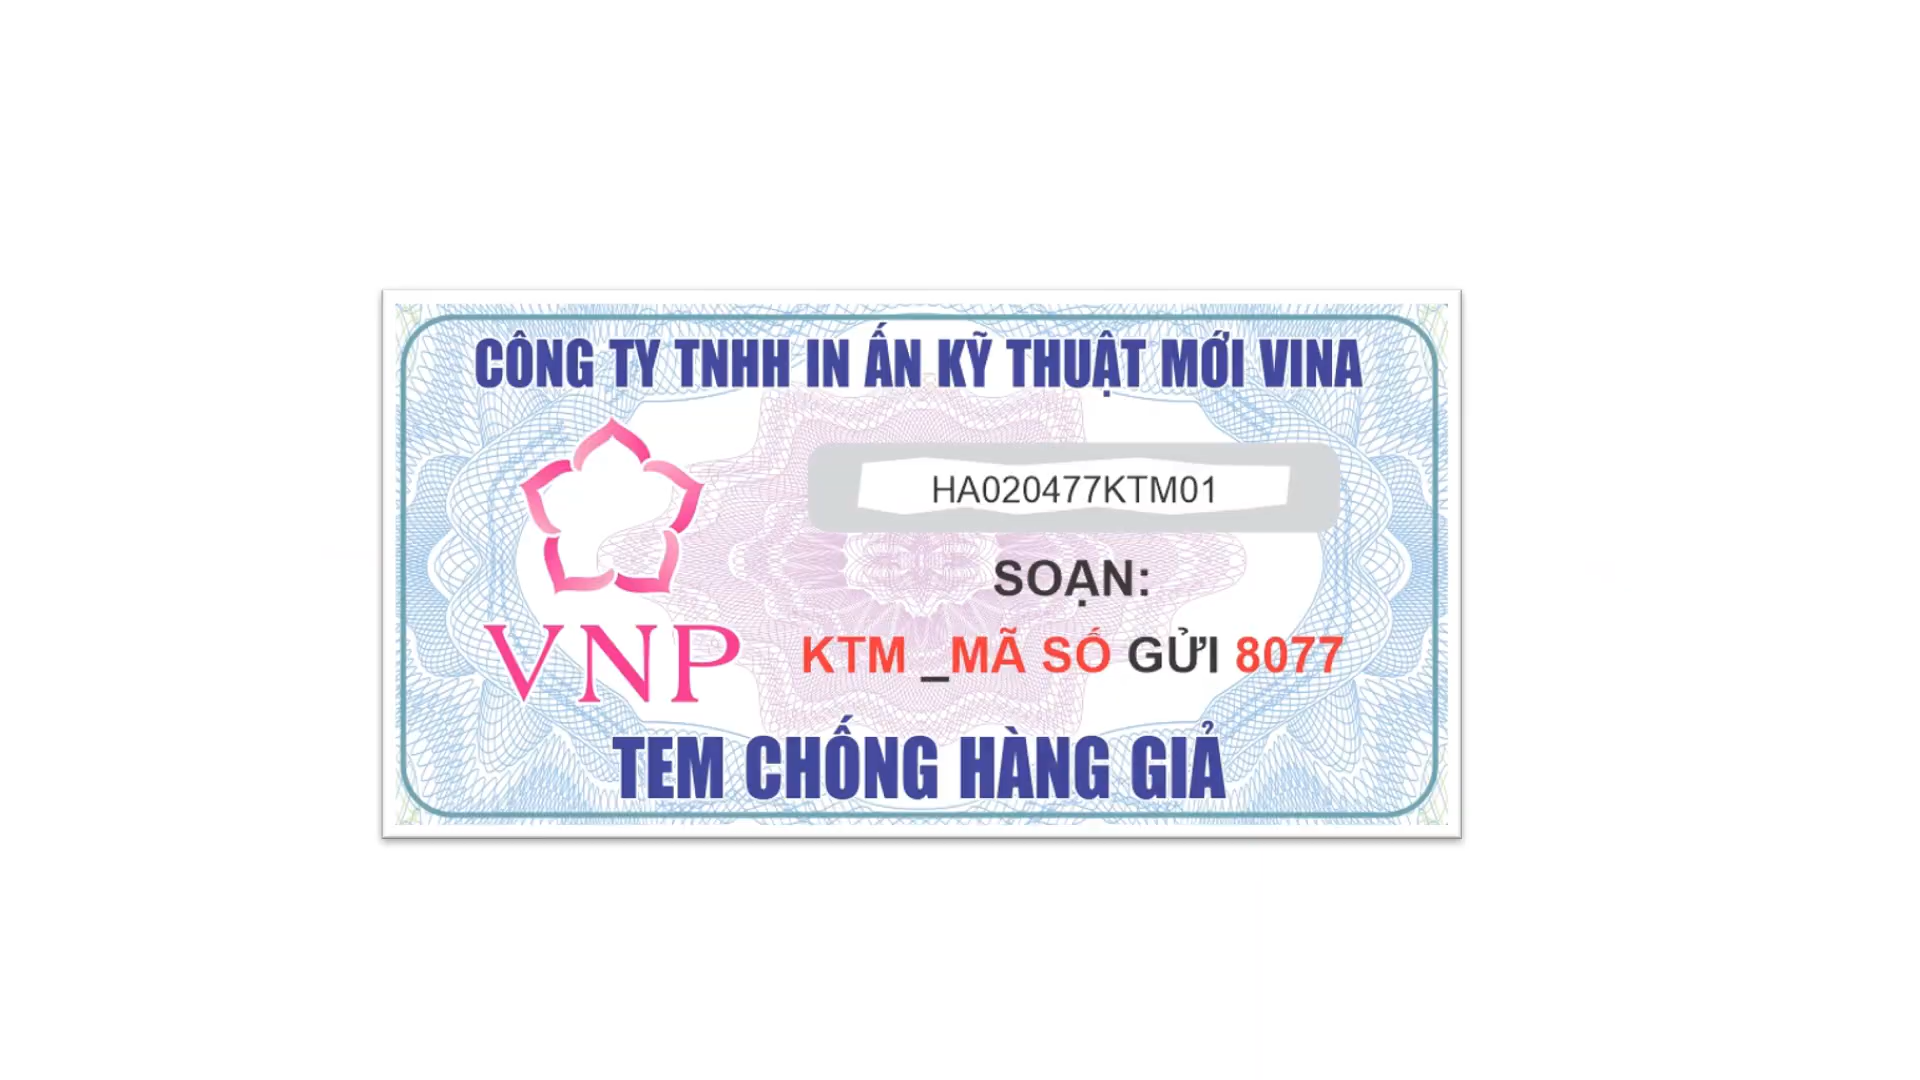 CÔNG TY TNHH IN ẤN KỸ THUẬT MỚI VINA
HA020477KTM01
SOẠN:
KTM _MÃ SỐ GỬI 8077
VNP
TEM CHỐNG HÀNG GIẢ